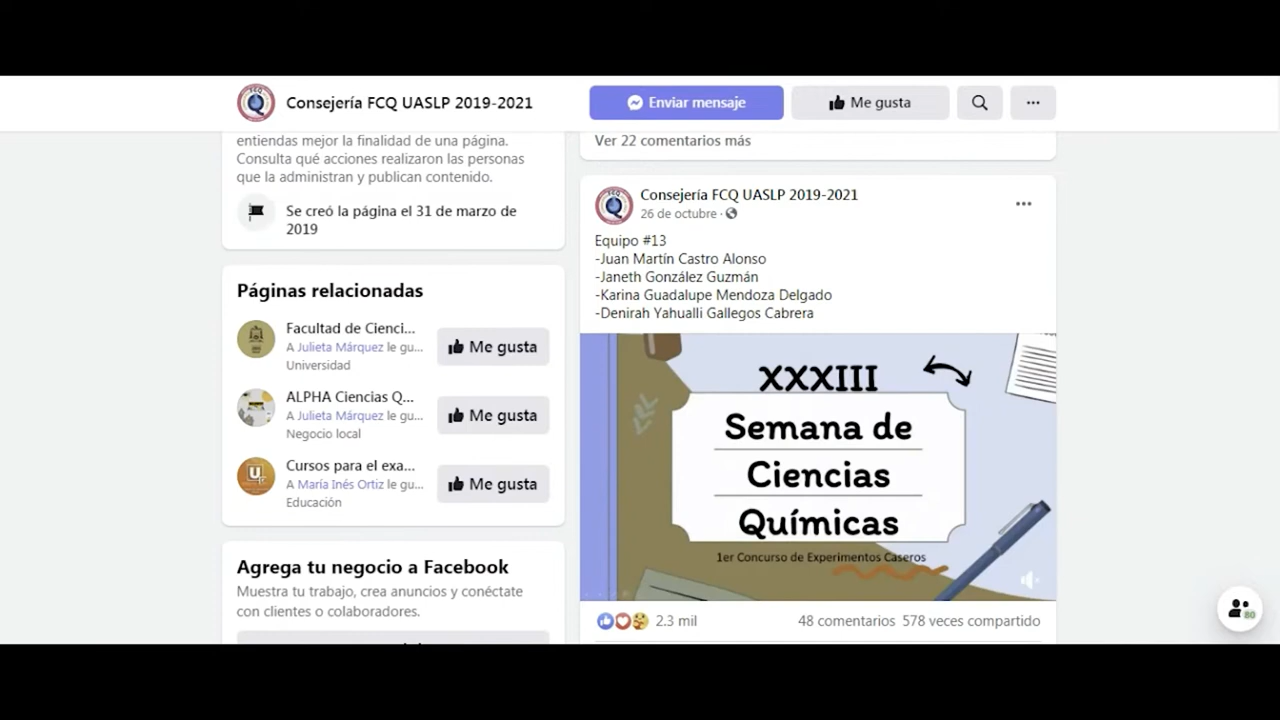 Consejería FCQ UASLP 2019-2021
Enviar mensaje
Me gusta
entiendas mejor la finalidad de una página.
Consulta qué acciones realizaron las personas
que la administran y publican contenido.
Se creó la página el 31 de marzo de
2019
Páginas relacionadas
Facultad de Cienci...
A Julieta Márquez le gu...
Universidad
Me gusta
ALPHA Ciencias Q...
A Julieta Márquez le gu...
Negocio local
Me gusta
Cursos para el exa...
A María Inés Ortiz le gu...
Educación
Me gusta
Agrega tu negocio a Facebook
Muestra tu trabajo, crea anuncios y conéctate
con clientes o colaboradores.
Ver 22 comentarios más
Consejería FCQ UASLP 2019-2021
26 de octubre ·
Equipo #13
-Juan Martín Castro Alonso
-Janeth González Guzmán
-Karina Guadalupe Mendoza Delgado
-Denirah Yahualli Gallegos Cabrera
XXXIII
Semana de
Ciencias
Químicas
1er Concurso de Experimentos Caseros
2.3 mil
48 comentarios 578 veces compartido
80